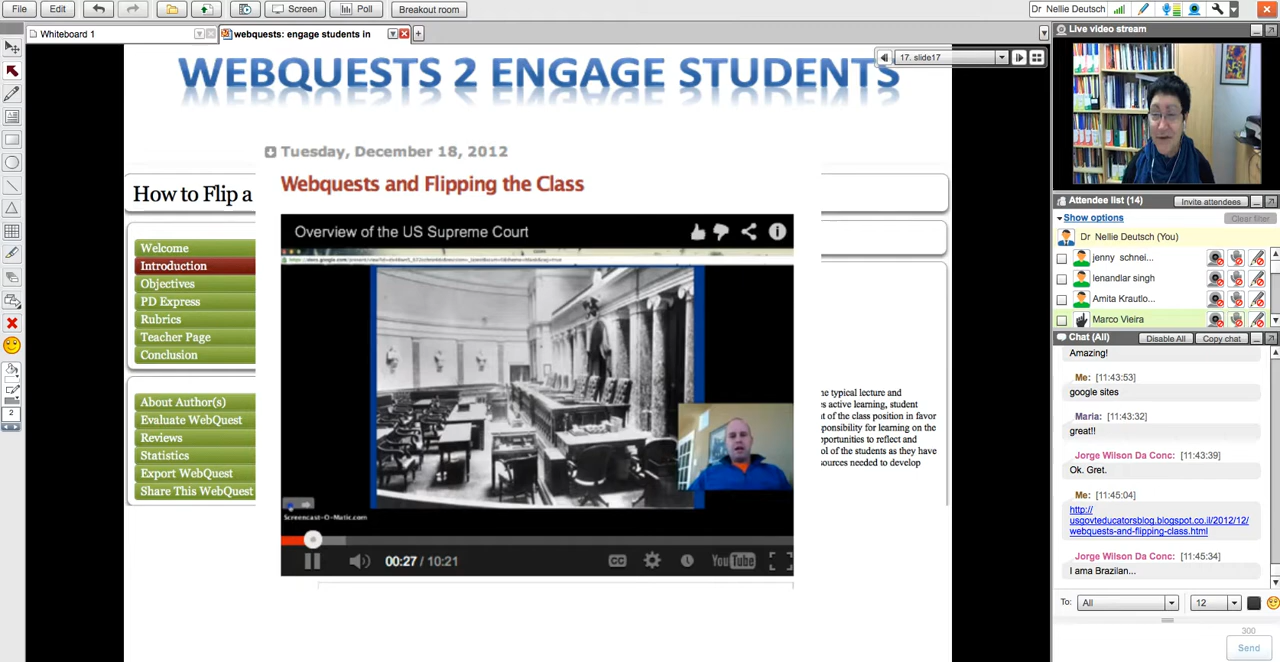 File
Edit
Screen
Poll
Breakout room
Dr Nellie Deutsch
Whiteboard 1
webquests: engage students in
17. slide17
WEBQUESTS 2 ENGAGE STUDENTS
Tuesday, December 18, 2012
Webquests and Flipping the Class
How to Flip a
Welcome
Introduction
Objectives
PD Express
Rubrics
Teacher Page
Conclusion
About Author(s)
Evaluate WebQuest
Reviews
Statistics
Export WebQuest
Share This WebQuest
Overview of the US Supreme Court
Screencast-O-Matic.com
00:27 / 10:21
CC
YouTube
he typical lecture and
es active learning, student
nt of the class position in favor
ponsibility for learning on the
pportunities to reflect and
ol of the students as they have
sources needed to develop
2
Live video stream
Attendee list (14)
Invite attendees
Show options
Clear filter
Dr Nellie Deutsch (You)
jenny schnei...
lenandlar singh
Amita Krautlo...
Marco Vieira
Chat (All)
Disable All
Copy chat
Amazing!
Me: [11:43:53]
google sites
Maria: [11:43:32]
great!!
Jorge Wilson Da Conc: [11:43:39]
Ok. Gret.
Me: [11:45:04]
http://
usgovteducatorsblog.blogspot.co.il/2012/12/
webquests-and-flipping-class.html
Jorge Wilson Da Conc: [11:45:34]
I ama Brazilan...
To:
All
12
300
Send